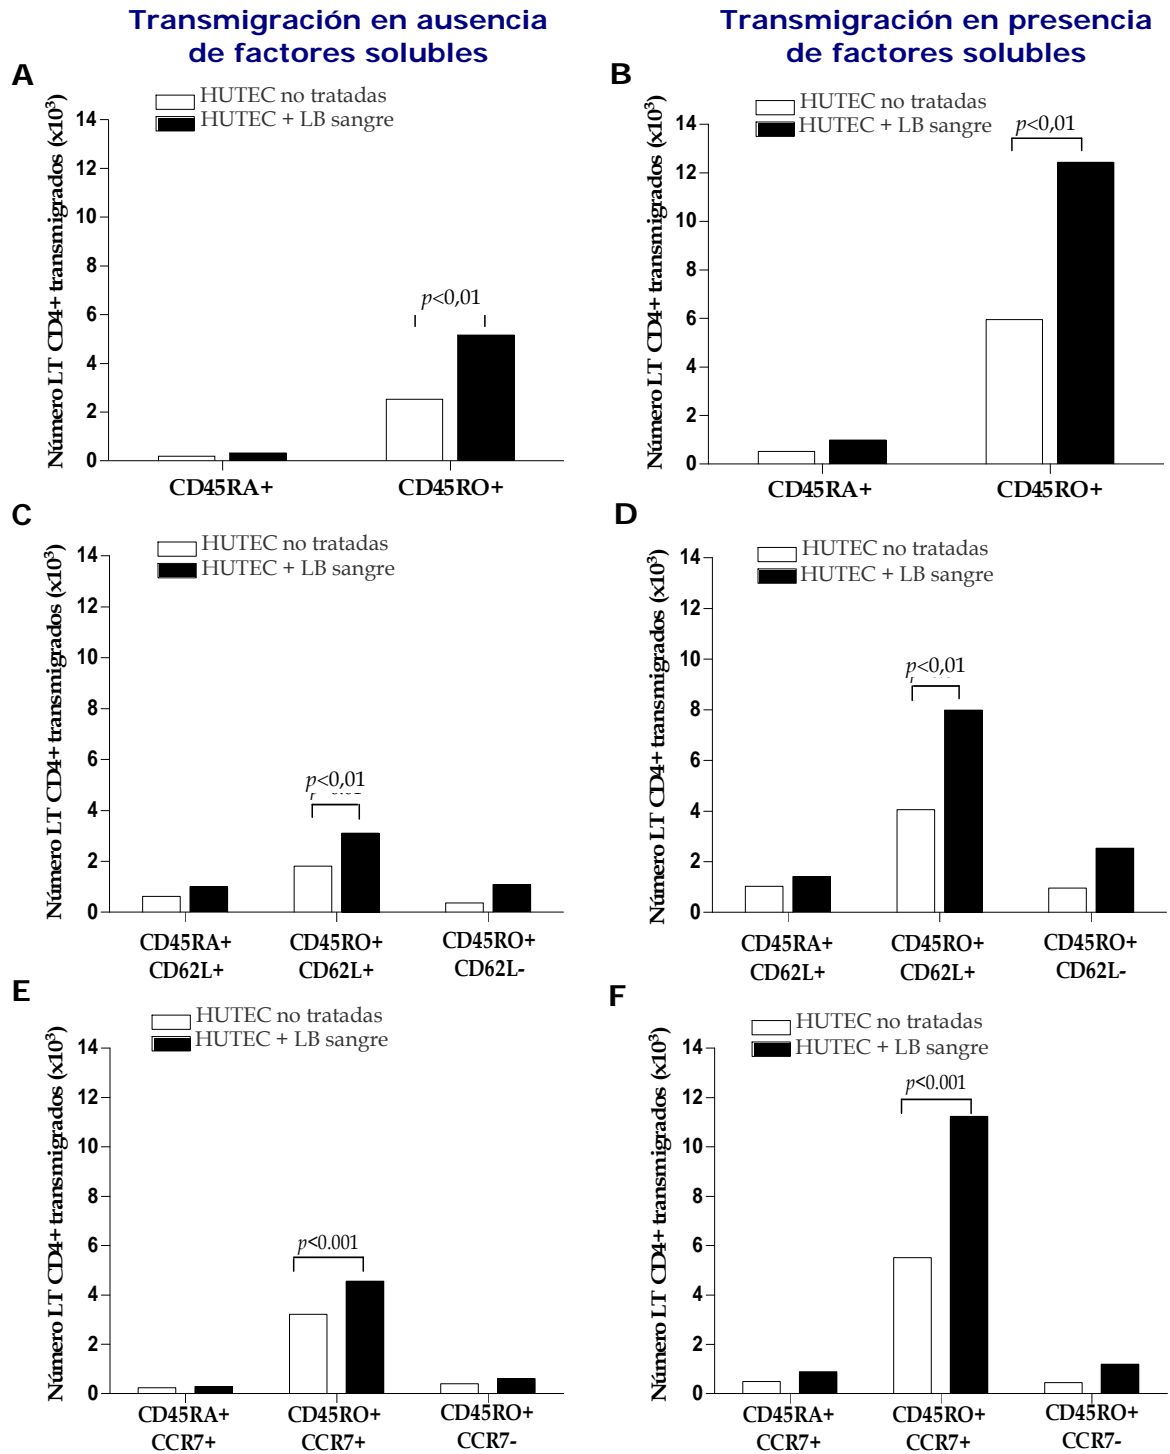 Transmigración en ausencia
de factores solubles
Transmigración en presencia
de factores solubles
A
HUTEC no tratadas
HUTEC + LB sangre
Número LT CD4+ transmigrados (x10³)
14
12
10
8
6
4
2
0
p<0,01
CD45RA+
CD45RO+
B
HUTEC no tratadas
HUTEC + LB sangre
Número LT CD4+ transmigrados (x10³)
14
12
10
8
6
4
2
0
p<0,01
CD45RA+
CD45RO+
C
HUTEC no tratadas
HUTEC + LB sangre
Número LT CD4+ transmigrados (x10³)
14
12
10
8
6
4
2
0
p<0,01
CD45RA+ CD45RO+ CD45RO+
CD62L+ CD62L+ CD62L-
D
HUTEC no tratadas
HUTEC + LB sangre
Número LT CD4+ transmigrados (x10³)
14
12
10
8
6
4
2
0
p<0,01
CD45RA+ CD45RO+ CD45RO+
CD62L+ CD62L+ CD62L-
E
HUTEC no tratadas
HUTEC + LB sangre
Número LT CD4+ transmigrados (x10³)
14
12
10
8
6
4
2
0
p<0.001
CD45RA+ CD45RO+ CD45RO+
CCR7+ CCR7+ CCR7-
F
HUTEC no tratadas
HUTEC + LB sangre
Número LT CD4+ transmigrados (x10³)
14
12
10
8
6
4
2
0
p<0.001
CD45RA+ CD45RO+ CD45RO+
CCR7+ CCR7+ CCR7-